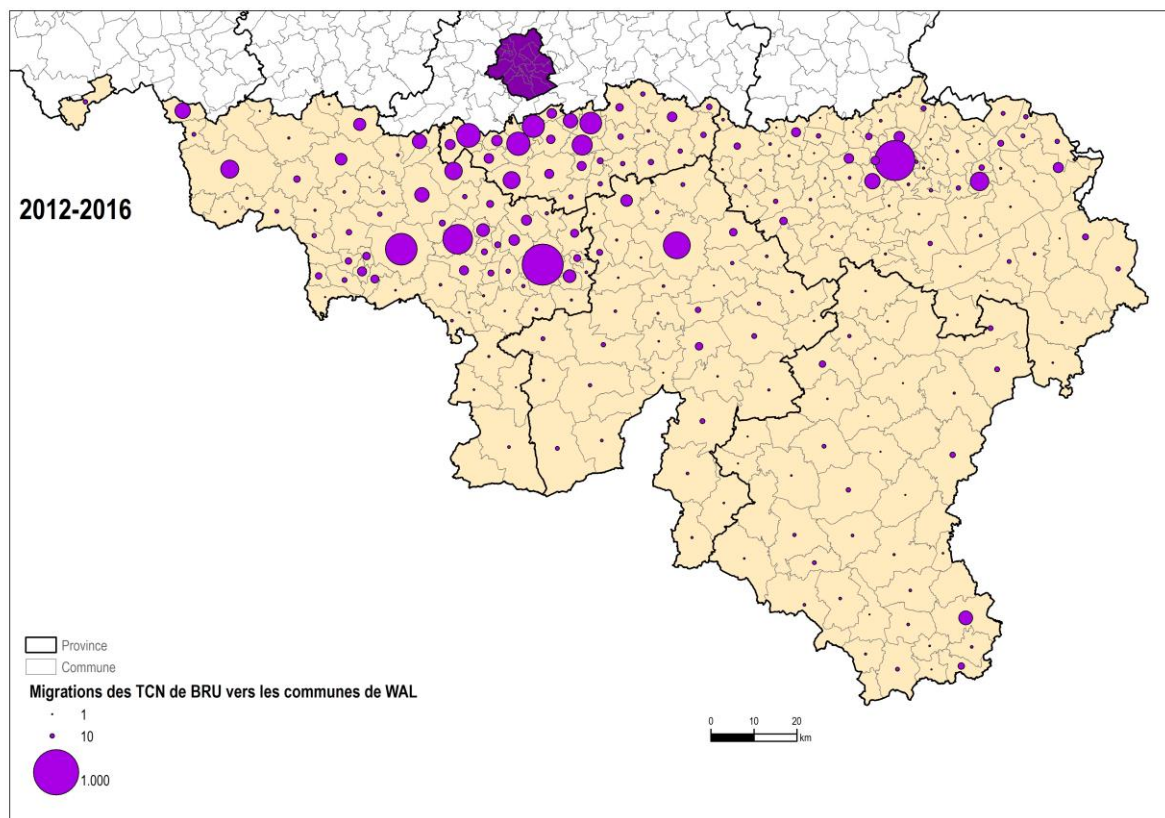 2012-2016
Province
Commune
Migrations des TCN de BRU vers les communes de WAL
1
10
1.000
0 10 20
km